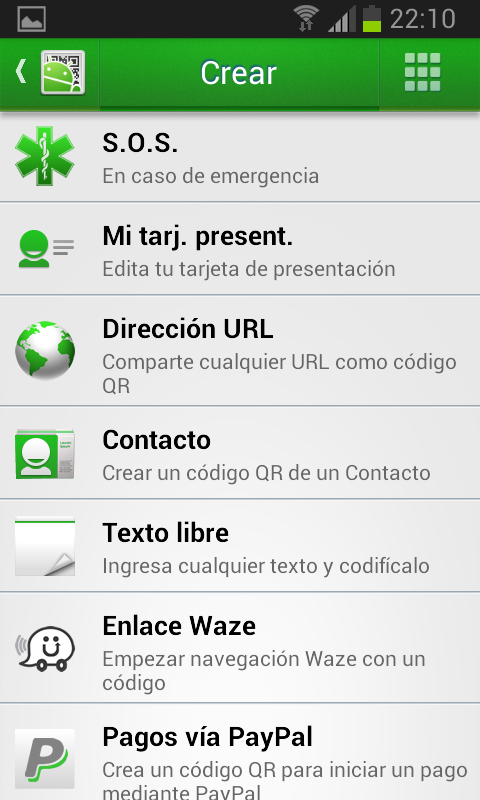 22:10
Crear
S.O.S.
En caso de emergencia
Mi tarj. present.
Edita tu tarjeta de presentación
Dirección URL
Comparte cualquier URL como código
QR
Contacto
Crear un código QR de un Contacto
Texto libre
Ingresa cualquier texto y codifícalo
Enlace Waze
Empezar navegación Waze con un
código
Pagos vía PayPal
Crea un código QR para iniciar un pago
mediante PayPal